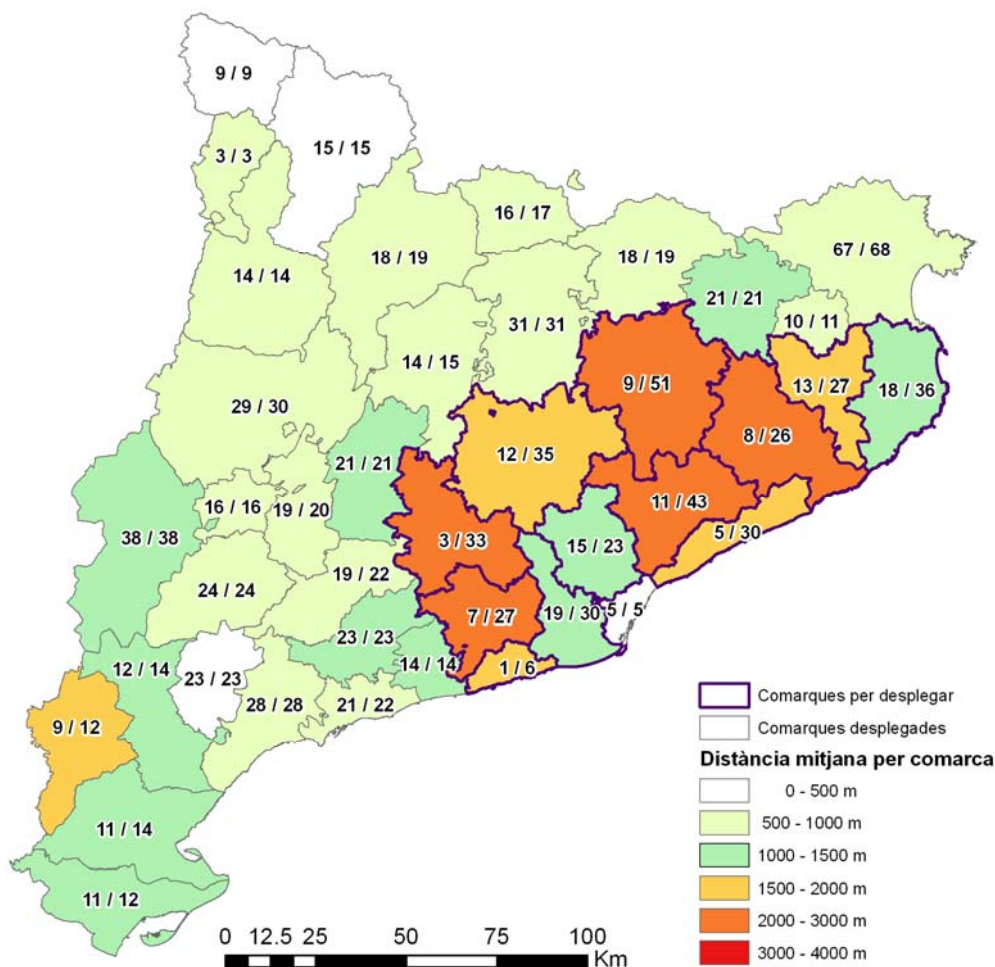 9 / 9
15 / 15
3 / 3
16 / 17
67 / 68
18 / 19
18 / 19
14 / 14
21 / 21
10 / 11
31 / 31
14 / 15
9 / 51
13 / 27
18 / 36
29 / 30
8 / 26
12 / 35
21 / 21
11 / 43
16 / 16
19 / 20
5 / 30
38 / 38
3 / 33
15 / 23
19 / 22
24 / 24
7 / 27
19 / 30
5 / 5
23 / 23
12 / 14
14 / 14
1 / 6
23 / 23
28 / 28
21 / 22
9 / 12
11 / 14
11 / 12
Comarques per desplegar
Comarques desplegades
Distància mitjana per comarca
0 - 500 m
500 - 1000 m
1000 - 1500 m
1500 - 2000 m
2000 - 3000 m
3000 - 4000 m
0 12.5 25 50 75 100
Km